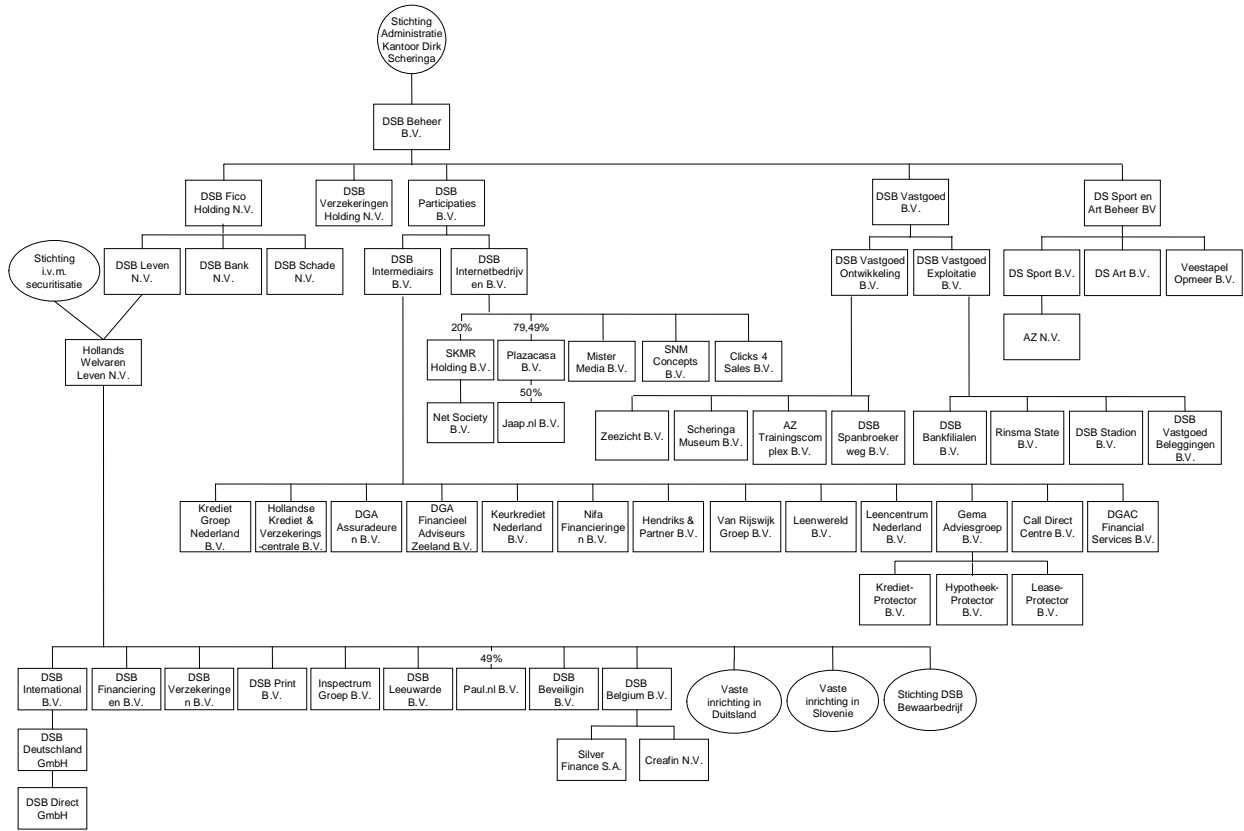 Stichting
Administratie
Kantoor Dirk
Scheringa
DSB Beheer
B.V.
DSB Fico
Holding N.V.
DSB
Verzekeringen
Holding N.V.
DSB
Participaties
B.V.
DSB Vastgoed
B.V.
DS Sport en
Art Beheer BV
Stichting
i.v.m.
securitisatie
DSB Leven
N.V.
DSB Bank
N.V.
DSB Schade
N.V.
DSB
Intermediairs
B.V.
DSB
Internetbedrijv
en B.V.
DSB Vastgoed
Ontwikkeling
B.V.
DSB Vastgoed
Exploitatie
B.V.
DS Sport B.V.
DS Art B.V.
Veestapel
Opmeer B.V.
AZ N.V.
Hollands
Welvaren
Leven N.V.
20%
SKMR
Holding B.V.
79,49%
Plazacasa
B.V.
Mister
Media B.V.
SNM
Concepts
B.V.
Clicks 4
Sales B.V.
Net Society
B.V.
50%
Jaap.nl B.V.
Zeezicht B.V.
Scheringa
Museum B.V.
AZ
Trainingscom
plex B.V.
DSB
Spanbroeker
weg B.V.
DSB
Bankfilialen
B.V.
Rinsma State
B.V.
DSB Stadion
B.V.
DSB
Vastgoed
Beleggingen
B.V.
Krediet
Groep
Nederland
B.V.
Hollandse
Krediet &
Verzekerings
-centrale B.V.
DGA
Assuradeure
n B.V.
DGA
Financieel
Adviseurs
Zeeland B.V.
Keurkrediet
Nederland
B.V.
Nifa
Financieringe
n B.V.
Hendriks &
Partner B.V.
Van Rijswijk
Groep B.V.
Leenwereld
B.V.
Leencentrum
Nederland
B.V.
Gema
Adviesgroep
B.V.
Call Direct
Centre B.V.
DGAC
Financial
Services B.V.
Krediet-
Protector
B.V.
Hypotheek-
Protector
B.V.
Lease-
Protector
B.V.
DSB
International
B.V.
DSB
Financiering
en B.V.
DSB
Verzekeringe
n B.V.
DSB Print
B.V.
Inspectrum
Groep B.V.
DSB
Leeuwarde
B.V.
49%
Paul.nl B.V.
DSB
Beveiligin
B.V.
DSB
Belgium B.V.
Vaste
inrichting in
Duitsland
Vaste
inrichting in
Slovenie
Stichting DSB
Bewaarbedrijf
DSB
Deutschland
GmbH
Silver
Finance S.A.
Creafin N.V.
DSB Direct
GmbH